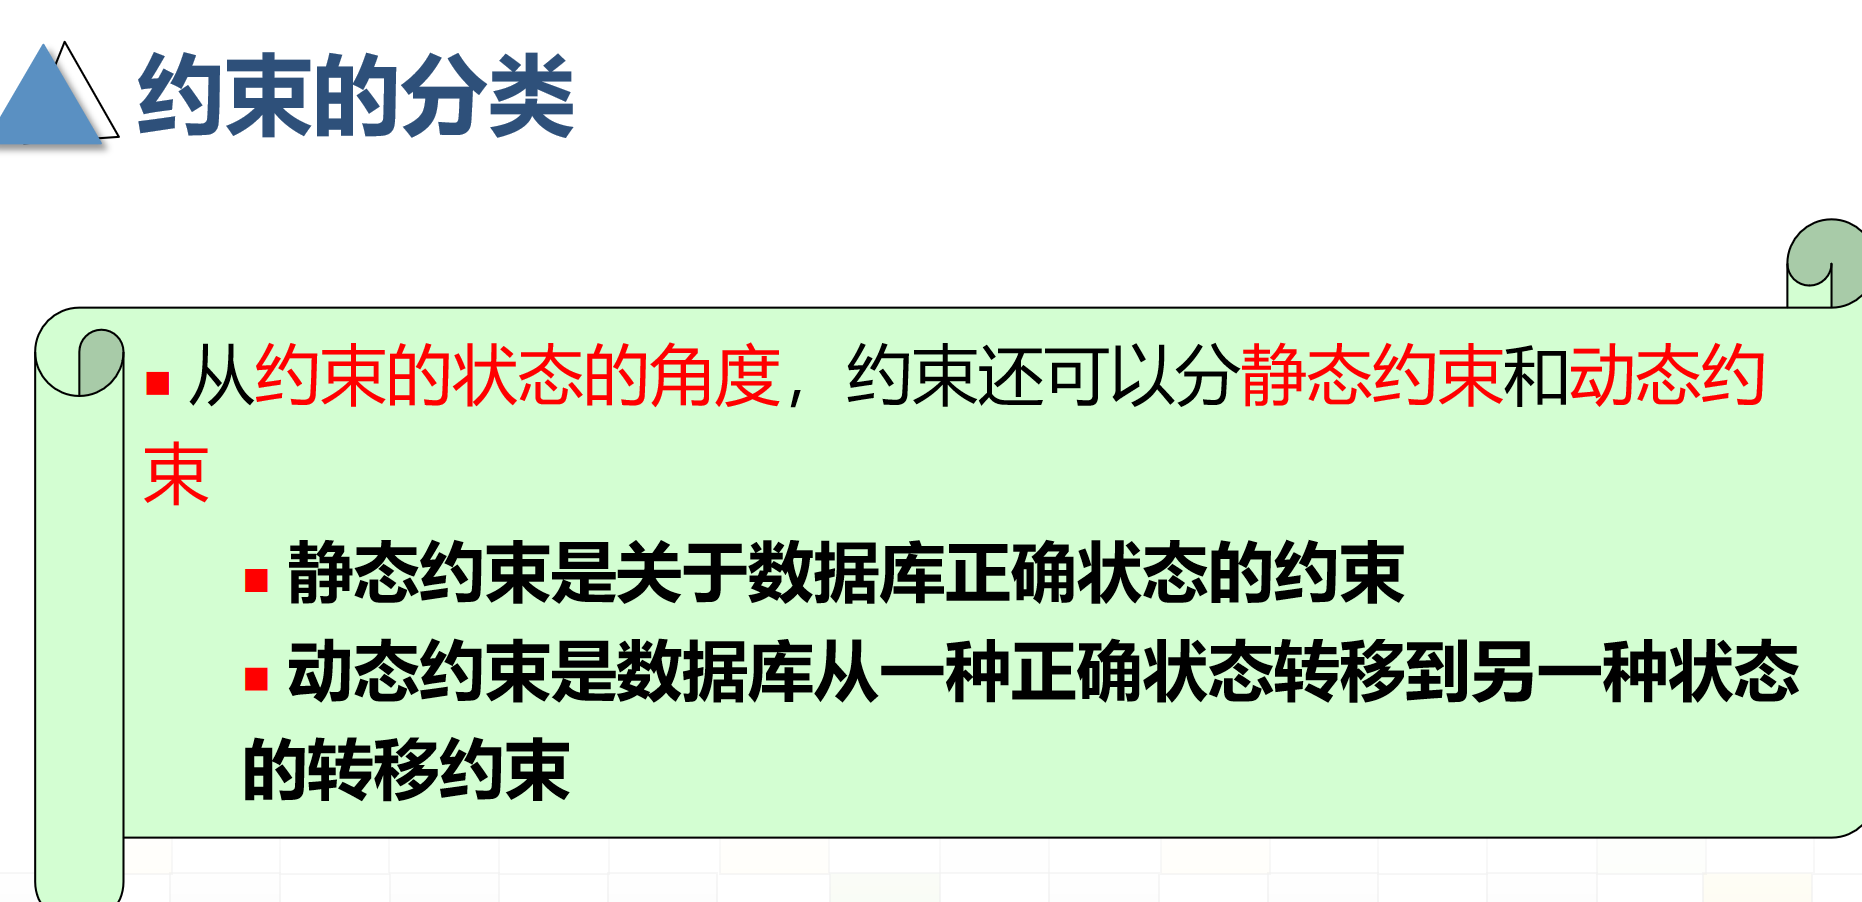 约束的分类
▪ 从约束的状态的角度，约束还可以分静态约束和动态约
束
▪ 静态约束是关于数据库正确状态的约束
▪ 动态约束是数据库从一种正确状态转移到另一种状态
的转移约束